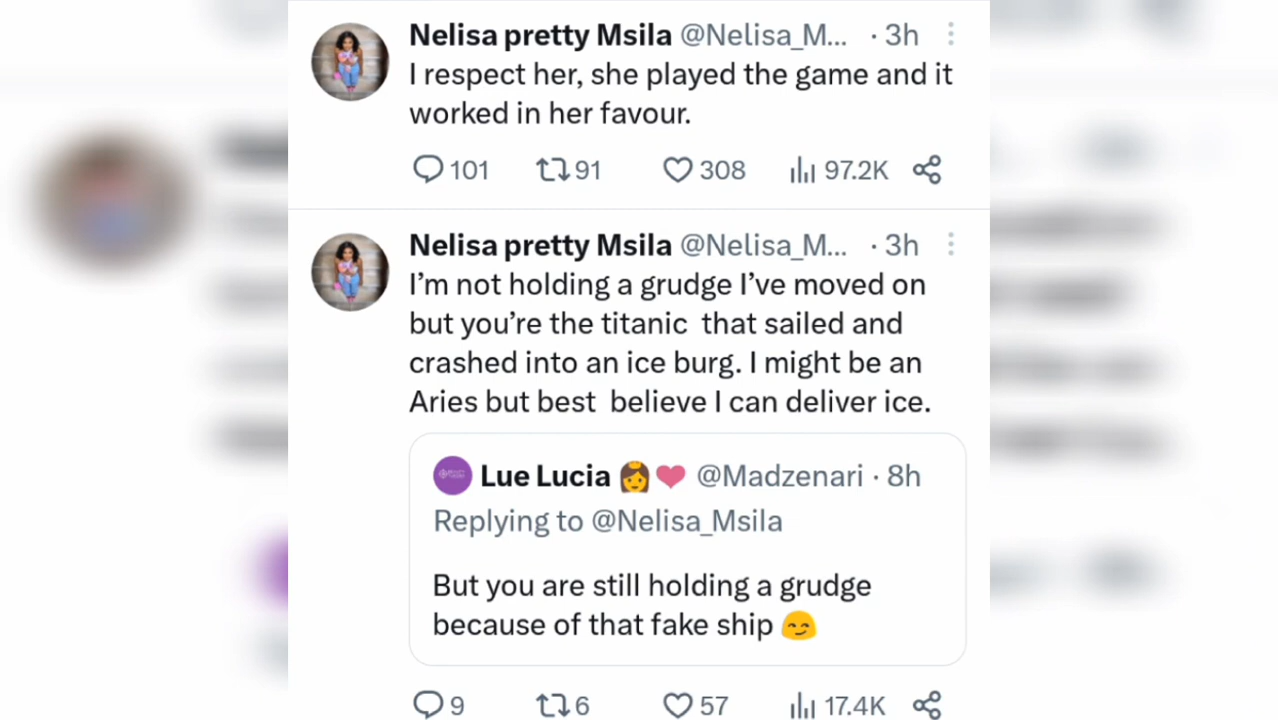 Nelisa pretty Msila @Nelisa_M... · 3h
I respect her, she played the game and it
worked in her favour.
101 91 308 97.2K
Nelisa pretty Msila @Nelisa_M... · 3h
I’m not holding a grudge I’ve moved on
but you’re the titanic  that sailed and
crashed into an ice burg. I might be an
Aries but best  believe I can deliver ice.
Lue Lucia 👸❤️ @Madzenari · 8h
Replying to @Nelisa_Msila
But you are still holding a grudge
because of that fake ship 😏
9 6 57 17.4K